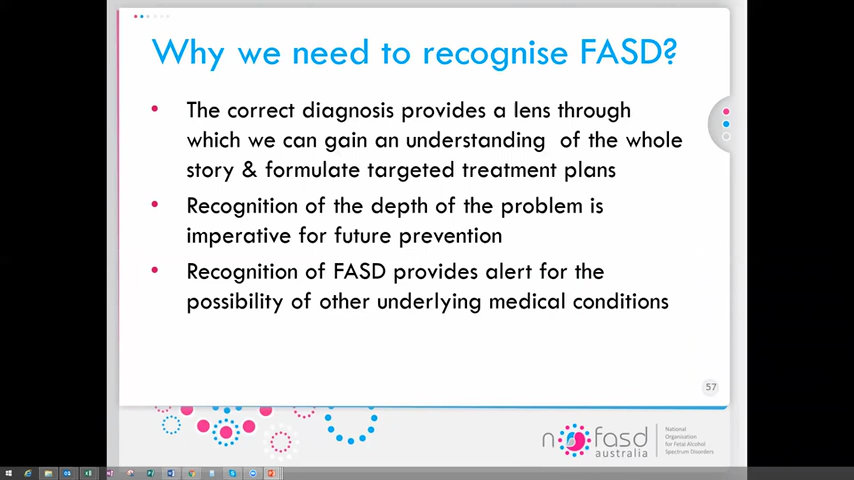 Why we need to recognise FASD?
• The correct diagnosis provides a lens through
which we can gain an understanding of the whole
story & formulate targeted treatment plans
• Recognition of the depth of the problem is
imperative for future prevention
• Recognition of FASD provides alert for the
possibility of other underlying medical conditions
57
nofasd
australia
National
Organisation
for Fetal Alcohol
Spectrum Disorders